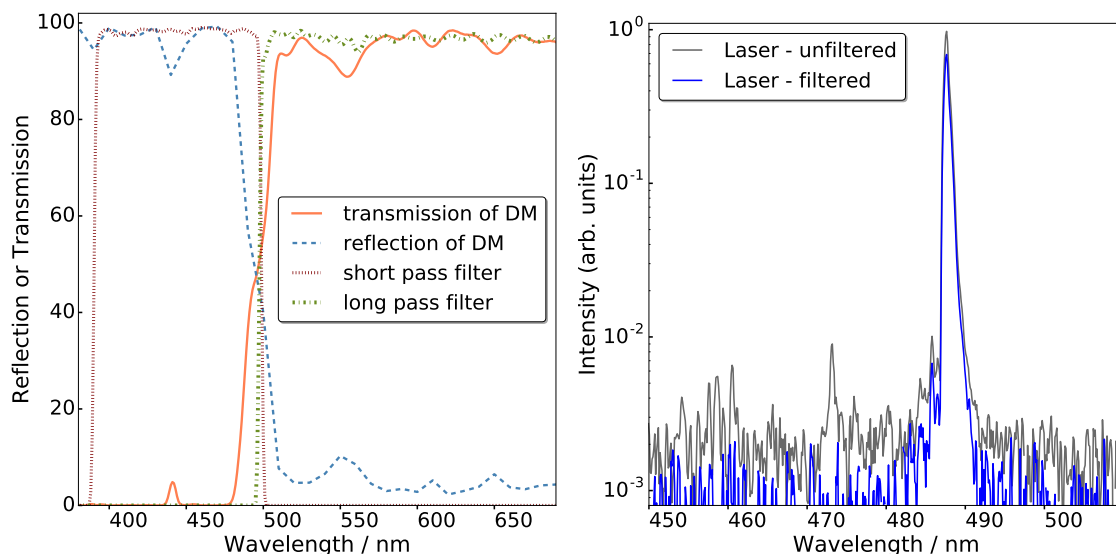 Reflection or Transmission
100
80
60
40
20
0
transmission of DM
reflection of DM
short pass filter
long pass filter
400 450 500 550 600 650
Wavelength / nm
Intensity (arb. units)
10^0
10^-1
10^-2
10^-3
Laser - unfiltered
Laser - filtered
450 460 470 480 490 500
Wavelength / nm